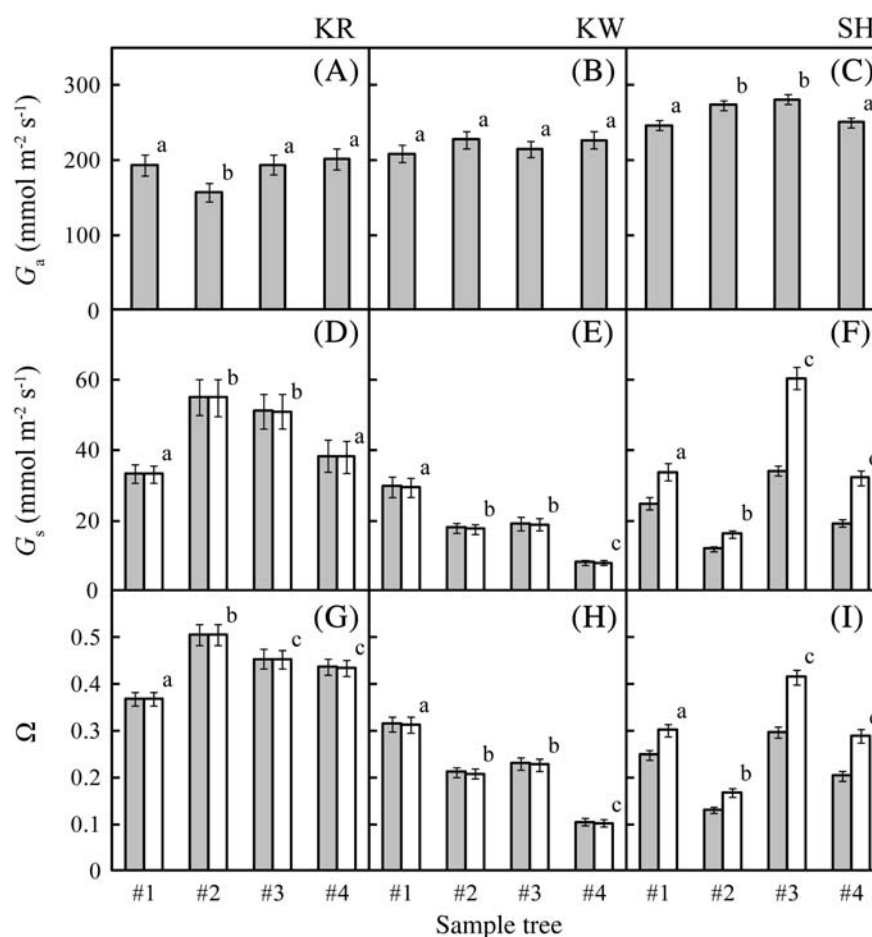 KR KW SH
(A) (B) (C)
300
200
100
0
G_a (mmol m⁻² s⁻¹)
a b a a
a a a a
a b b a
(D) (E) (F)
60
40
20
0
G_s (mmol m⁻² s⁻¹)
a b b a
a b b c
a b c
(G) (H) (I)
0.5
0.4
0.3
0.2
0.1
0
Ω
a b c c
a b b c
a b c
#1 #2 #3 #4 #1 #2 #3 #4 #1 #2 #3 #4
Sample tree